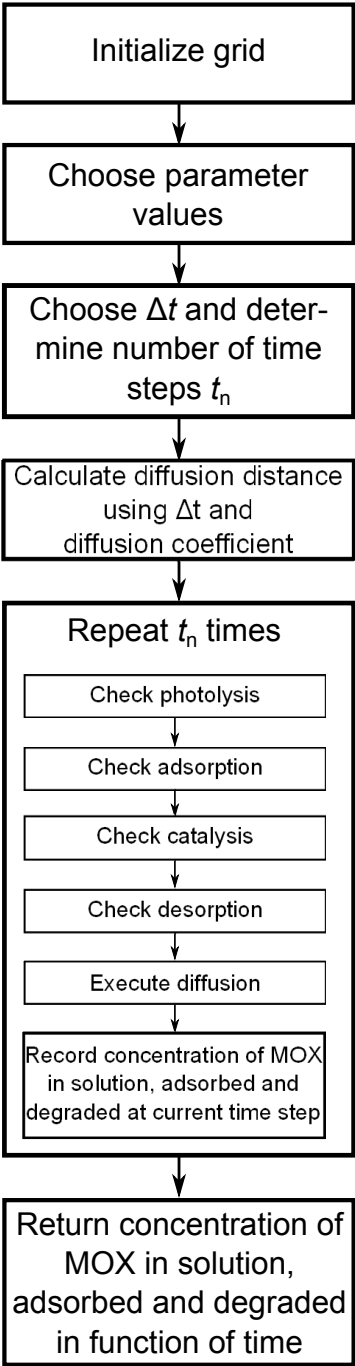 Initialize grid
Choose parameter
values
Choose Δt and deter-
mine number of time
steps tn
Calculate diffusion distance
using Δt and
diffusion coefficient
Repeat tn times
Check photolysis
Check adsorption
Check catalysis
Check desorption
Execute diffusion
Record concentration of MOX
in solution, adsorbed and
degraded at current time step
Return concentration of
MOX in solution,
adsorbed and degraded
in function of time